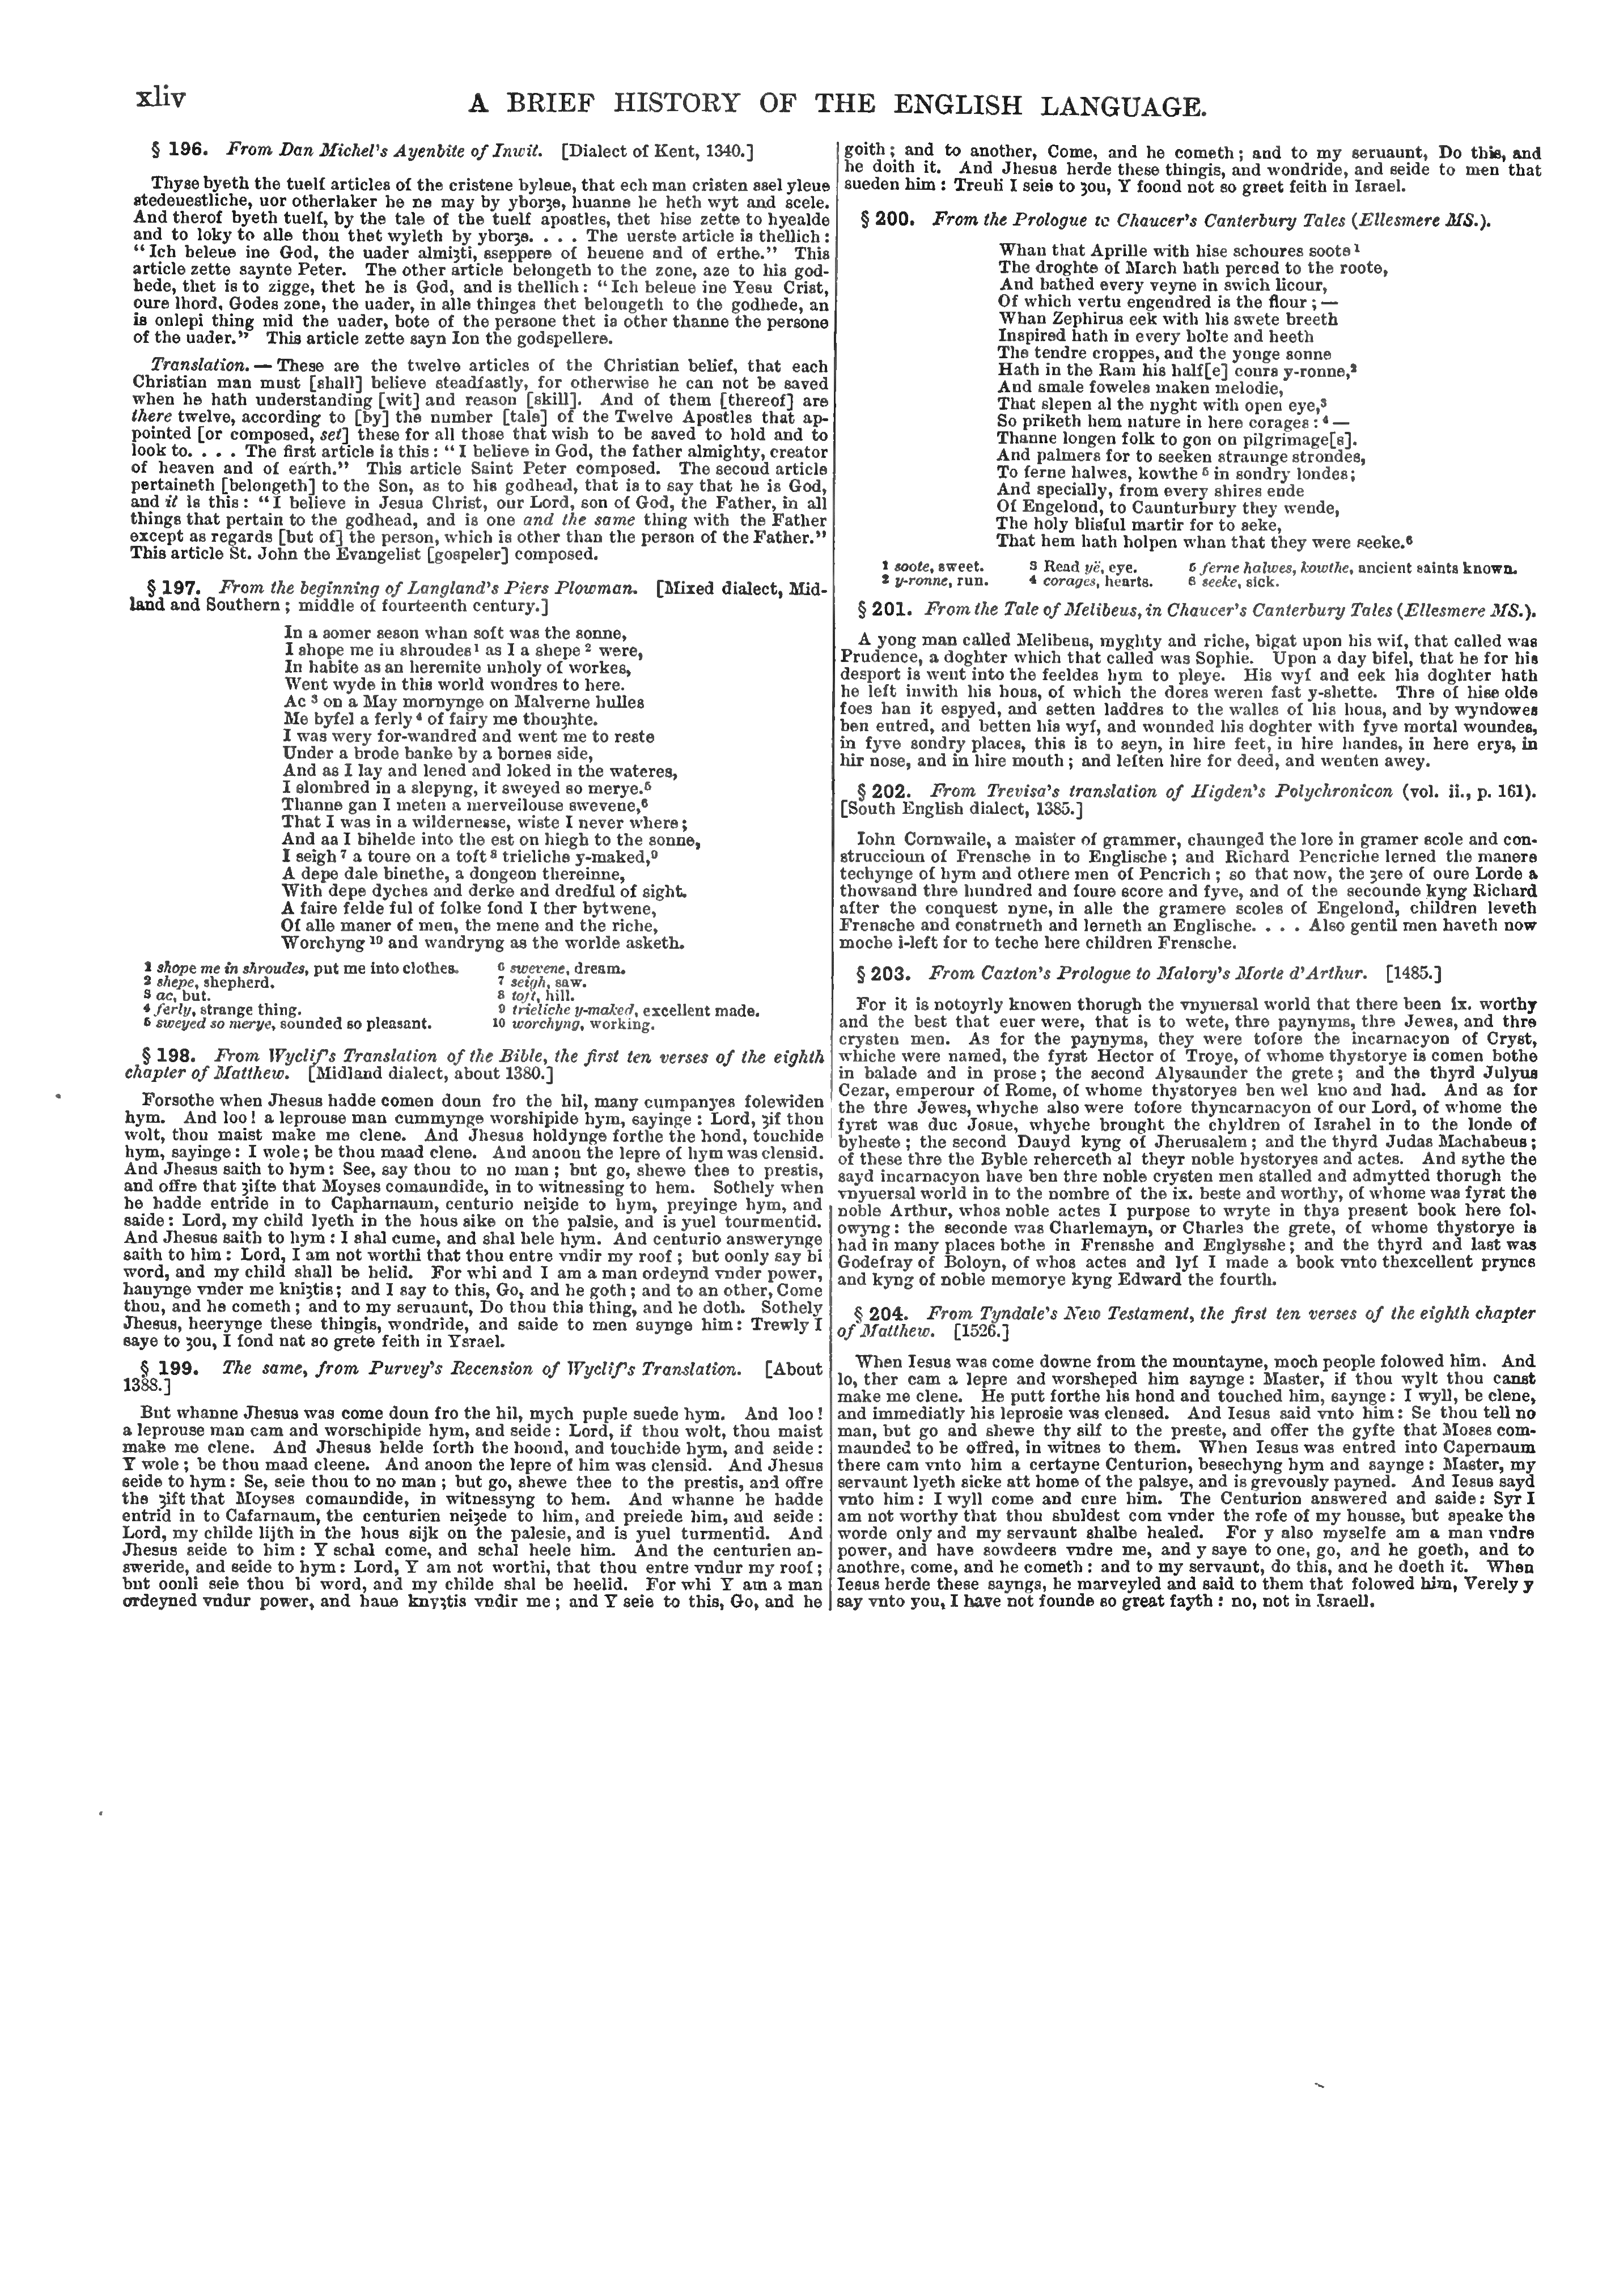 xliv
A BRIEF HISTORY OF THE ENGLISH LANGUAGE.
§ 196. From Dan Michel's Ayenbite of Inwit. [Dialect of Kent, 1340.]
Thyse byeth the tuelf articles of the cristene byleue, that ech man cristen ssel yleue
stedeuestliche, uor otherlaker he ne may by yborȝe, huanne he heth wyt and scele.
And therof byeth tuelf, by the tale of the tuelf apostles, thet hise zette to hyealde
and to loky to alle thou thet wyleth by yborȝe. . . . The uerste article is thellich:
"Ich beleue ine God, the uader almiȝti, sseppere of heuene and of erthe." This
article zette saynte Peter. The other article belongeth to the zone, aze to his god-
hede, thet is to zigge, thet he is God, and is thellich: "Ich beleue ine Yesu Crist,
oure lhord, Godes zone, the uader, in alle thinges thet belongeth to the godhede, an
is onlepi thing mid the uader, bote of the persone thet is other thanne the persone
of the uader." This article zette sayn Ion the godspellere.
Translation. — These are the twelve articles of the Christian belief, that each
Christian man must [shall] believe steadfastly, for otherwise he can not be saved
when he hath understanding [wit] and reason [skill]. And of them [thereof] are
there twelve, according to [by] the number [tale] of the Twelve Apostles that ap-
pointed [or composed, set] these for all those that wish to be saved to hold and to
look to. . . . The first article is this: "I believe in God, the father almighty, creator
of heaven and of earth." This article Saint Peter composed. The second article
pertaineth [belongeth] to the Son, as to his godhead, that is to say that he is God,
and it is this: "I believe in Jesus Christ, our Lord, son of God, the Father, in all
things that pertain to the godhead, and is one and the same thing with the Father
except as regards [but of] the person, which is other than the person of the Father."
This article St. John the Evangelist [gospeler] composed.
§ 197. From the beginning of Langland's Piers Plowman. [Mixed dialect, Mid-
land and Southern; middle of fourteenth century.]
In a somer seson whan soft was the sonne,
I shope me in shroudes¹ as I a shepe² were,
In habite as an heremite unholy of workes,
Went wyde in this world wondres to here.
Ac³ on a May mornynge on Malverne hulles
Me byfel a ferly⁴ of fairy me thouȝhte.
I was wery for-wandred and went me to reste
Under a brode banke by a bornes side,
And as I lay and lened and loked in the wateres,
I slombred in a slepyng, it sweyed so merye.⁵
Thanne gan I meten a merveilouse swevene,⁶
That I was in a wildernesse, wiste I never where;
And as I bihelde into the est on hiegh to the sonne,
I seigh⁷ a toure on a toft⁸ trieliche y-maked,⁹
A depe dale binethe, a dongeon thereinne,
With depe dyches and derke and dredful of sight.
A faire felde ful of folke fond I ther bytwene,
Of alle maner of men, the mene and the riche,
Worchyng¹⁰ and wandryng as the worlde asketh.
1 shope me in shroudes, put me into clothes.
2 shepe, shepherd.
3 ac, but.
4 ferly, strange thing.
5 sweyed so merye, sounded so pleasant.
6 swevene, dream.
7 seigh, saw.
8 toft, hill.
9 trieliche y-maked, excellent made.
10 worchyng, working.
§ 198. From Wyclif's Translation of the Bible, the first ten verses of the eighth
chapter of Matthew. [Midland dialect, about 1380.]
Forsothe when Jhesus hadde comen doun fro the hil, many cumpanyes folewiden
hym. And loo! a leprouse man cummynge worshipide hym, sayinge: Lord, ȝif thou
wolt, thou maist make me clene. And Jhesus holdynge forthe the hond, touchide
hym, sayinge: I wole; be thou maad clene. And anoon the lepre of hym was clensid.
And Jhesus saith to hym: See, say thou to no man; but go, shewe thee to prestis,
and offre that ȝifte that Moyses comaundide, in to witnessing to hem. Sothely when
he hadde entride in to Capharnaum, centurio neiȝide to hym, preyinge hym, and
saide: Lord, my child lyeth in the hous sike on the palsie, and is yuel tourmentid.
And Jhesus saith to hym: I shal cume, and shal hele hym. And centurio answerynge
saith to him: Lord, I am not worthi that thou entre vndir my roof; but oonly say bi
word, and my child shall be helid. For whi and I am a man ordeynd vnder power,
hauynge vnder me kniȝtis; and I say to this, Go, and he goth; and to an other, Come
thou, and he cometh; and to my seruaunt, Do thou this thing, and he doth. Sothely
Jhesus, heerynge these thingis, wondride, and saide to men suynge him: Trewly I
saye to ȝou, I fond nat so grete feith in Ysrael.
§ 199. The same, from Purvey's Recension of Wyclif's Translation. [About
1388.]
But whanne Jhesus was come doun fro the hil, mych puple suede hym. And loo!
a leprouse man cam and worschipide hym, and seide: Lord, if thou wolt, thou maist
make me clene. And Jhesus helde forth the hoond, and touchide hym, and seide:
Y wole; be thou maad cleene. And anoon the lepre of him was clensid. And Jhesus
seide to hym: Se, seie thou to no man; but go, shewe thee to the prestis, and offre
the ȝift that Moyses comaundide, in witnessyng to hem. And whanne he hadde
entrid in to Cafarnaum, the centurien neiȝede to him, and preiede him, and seide:
Lord, my childe lijth in the hous sijk on the palesie, and is yuel turmentid. And
Jhesus seide to him: Y schal come, and schal heele him. And the centurien an-
sweride, and seide to hym: Lord, Y am not worthi, that thou entre vndur my roof;
but oonli seie thou bi word, and my childe shal be heelid. For whi Y am a man
ordeyned vndur power, and haue knyȝtis vndir me; and Y seie to this, Go, and he
goith; and to another, Come, and he cometh; and to my seruaunt, Do this, and
he doith it. And Jhesus herde these thingis, and wondride, and seide to men that
sueden him: Treuli I seie to ȝou, Y foond not so greet feith in Israel.
§ 200. From the Prologue to Chaucer's Canterbury Tales (Ellesmere MS.).
Whan that Aprille with hise schoures soote¹
The droghte of March hath perced to the roote,
And bathed every veyne in swich licour,
Of which vertu engendred is the flour; —
Whan Zephirus eek with his swete breeth
Inspired hath in every holte and heeth
The tendre croppes, and the yonge sonne
Hath in the Ram his half[e] cours y-ronne,²
And smale foweles maken melodie,
That slepen al the nyght with open eye,³
So priketh hem nature in here corages:⁴ —
Thanne longen folk to gon on pilgrimage[s].
And palmers for to seeken straunge strondes,
To ferne halwes, kowthe⁵ in sondry londes;
And specially, from every shires ende
Of Engelond, to Caunturbury they wende,
The holy blisful martir for to seke,
That hem hath holpen whan that they were seeke.⁶
1 soote, sweet.
2 y-ronne, run.
3 Read yë, eye.
4 corages, hearts.
5 ferne halwes, kowthe, ancient saints known.
6 seeke, sick.
§ 201. From the Tale of Melibeus, in Chaucer's Canterbury Tales (Ellesmere MS.).
A yong man called Melibeus, myghty and riche, bigat upon his wif, that called was
Prudence, a doghter which that called was Sophie. Upon a day bifel, that he for his
desport is went into the feeldes hym to pleye. His wyf and eek his doghter hath
he left inwith his hous, of which the dores weren fast y-shette. Thre of hise olde
foes han it espyed, and setten laddres to the walles of his hous, and by wyndowes
ben entred, and betten his wyf, and wounded his doghter with fyve mortal woundes,
in fyve sondry places, this is to seyn, in hire feet, in hire handes, in here erys, in
hir nose, and in hire mouth; and leften hire for deed, and wenten awey.
§ 202. From Trevisa's translation of Higden's Polychronicon (vol. ii., p. 161).
[South English dialect, 1385.]
Iohn Cornwaile, a maister of grammer, chaunged the lore in gramer scole and con-
struccioun of Frensche in to Englische; and Richard Pencriche lerned the manere
techynge of hym and othere men of Pencrich; so that now, the ȝere of oure Lorde a
thowsand thre hundred and foure score and fyve, and of the secounde kyng Richard
after the conquest nyne, in alle the gramere scoles of Engelond, children leveth
Frensche and construeth and lerneth an Englische. . . . Also gentil men haveth now
moche i-left for to teche here children Frensche.
§ 203. From Caxton's Prologue to Malory's Morte d'Arthur. [1485.]
For it is notoyrly knowen thorugh the vnyuersal world that there been ix. worthy
and the best that euer were, that is to wete, thre paynyms, thre Jewes, and thre
crysten men. As for the paynyms, they were tofore the incarnacyon of Cryst,
whiche were named, the fyrst Hector of Troye, of whome thystorye is comen bothe
in balade and in prose; the second Alysaunder the grete; and the thyrd Julyus
Cezar, emperour of Rome, of whome thystoryes ben wel kno and had. And as for
the thre Jewes, whyche also were tofore thyncarnacyon of our Lord, of whome the
fyrst was duc Josue, whyche brought the chyldren of Israhel in to the londe of
byheste; the second Dauyd kyng of Jherusalem; and the thyrd Judas Machabeus;
of these thre the Byble reherceth al theyr noble hystoryes and actes. And sythe the
sayd incarnacyon have ben thre noble crysten men stalled and admytted thorugh the
vnyuersal world in to the nombre of the ix. beste and worthy, of whome was fyrst the
noble Arthur, whos noble actes I purpose to wryte in thys present book here fol-
owyng: the seconde was Charlemayn, or Charles the grete, of whome thystorye is
had in many places bothe in Frensshe and Englysshe; and the thyrd and last was
Godefray of Boloyn, of whos actes and lyf I made a book vnto thexcellent prynce
and kyng of noble memorye kyng Edward the fourth.
§ 204. From Tyndale's New Testament, the first ten verses of the eighth chapter
of Matthew. [1526.]
When Iesus was come downe from the mountayne, moch people folowed him. And
lo, ther cam a lepre and worsheped him saynge: Master, if thou wylt thou canst
make me clene. He putt forthe his hond and touched him, saynge: I wyll, be clene,
and immediatly his leprosie was clensed. And Iesus said vnto him: Se thou tell no
man, but go and shewe thy silf to the preste, and offer the gyfte that Moses com-
maunded to be offred, in witnes to them. When Iesus was entred into Capernaum
there cam vnto him a certayne Centurion, besechyng hym and saynge: Master, my
servaunt lyeth sicke att home of the palsye, and is grevously payned. And Iesus sayd
vnto him: I wyll come and cure him. The Centurion answered and saide: Syr I
am not worthy that thou shuldest com vnder the rofe of my housse, but speake the
worde only and my servaunt shalbe healed. For y also myselfe am a man vndre
power, and have sowdeers vndre me, and y saye to one, go, and he goeth, and to
anothre, come, and he cometh: and to my servaunt, do this, and he doeth it. When
Iesus herde these sayngs, he marveyled and said to them that folowed him, Verely y
say vnto you, I have not founde so great fayth: no, not in Israell.